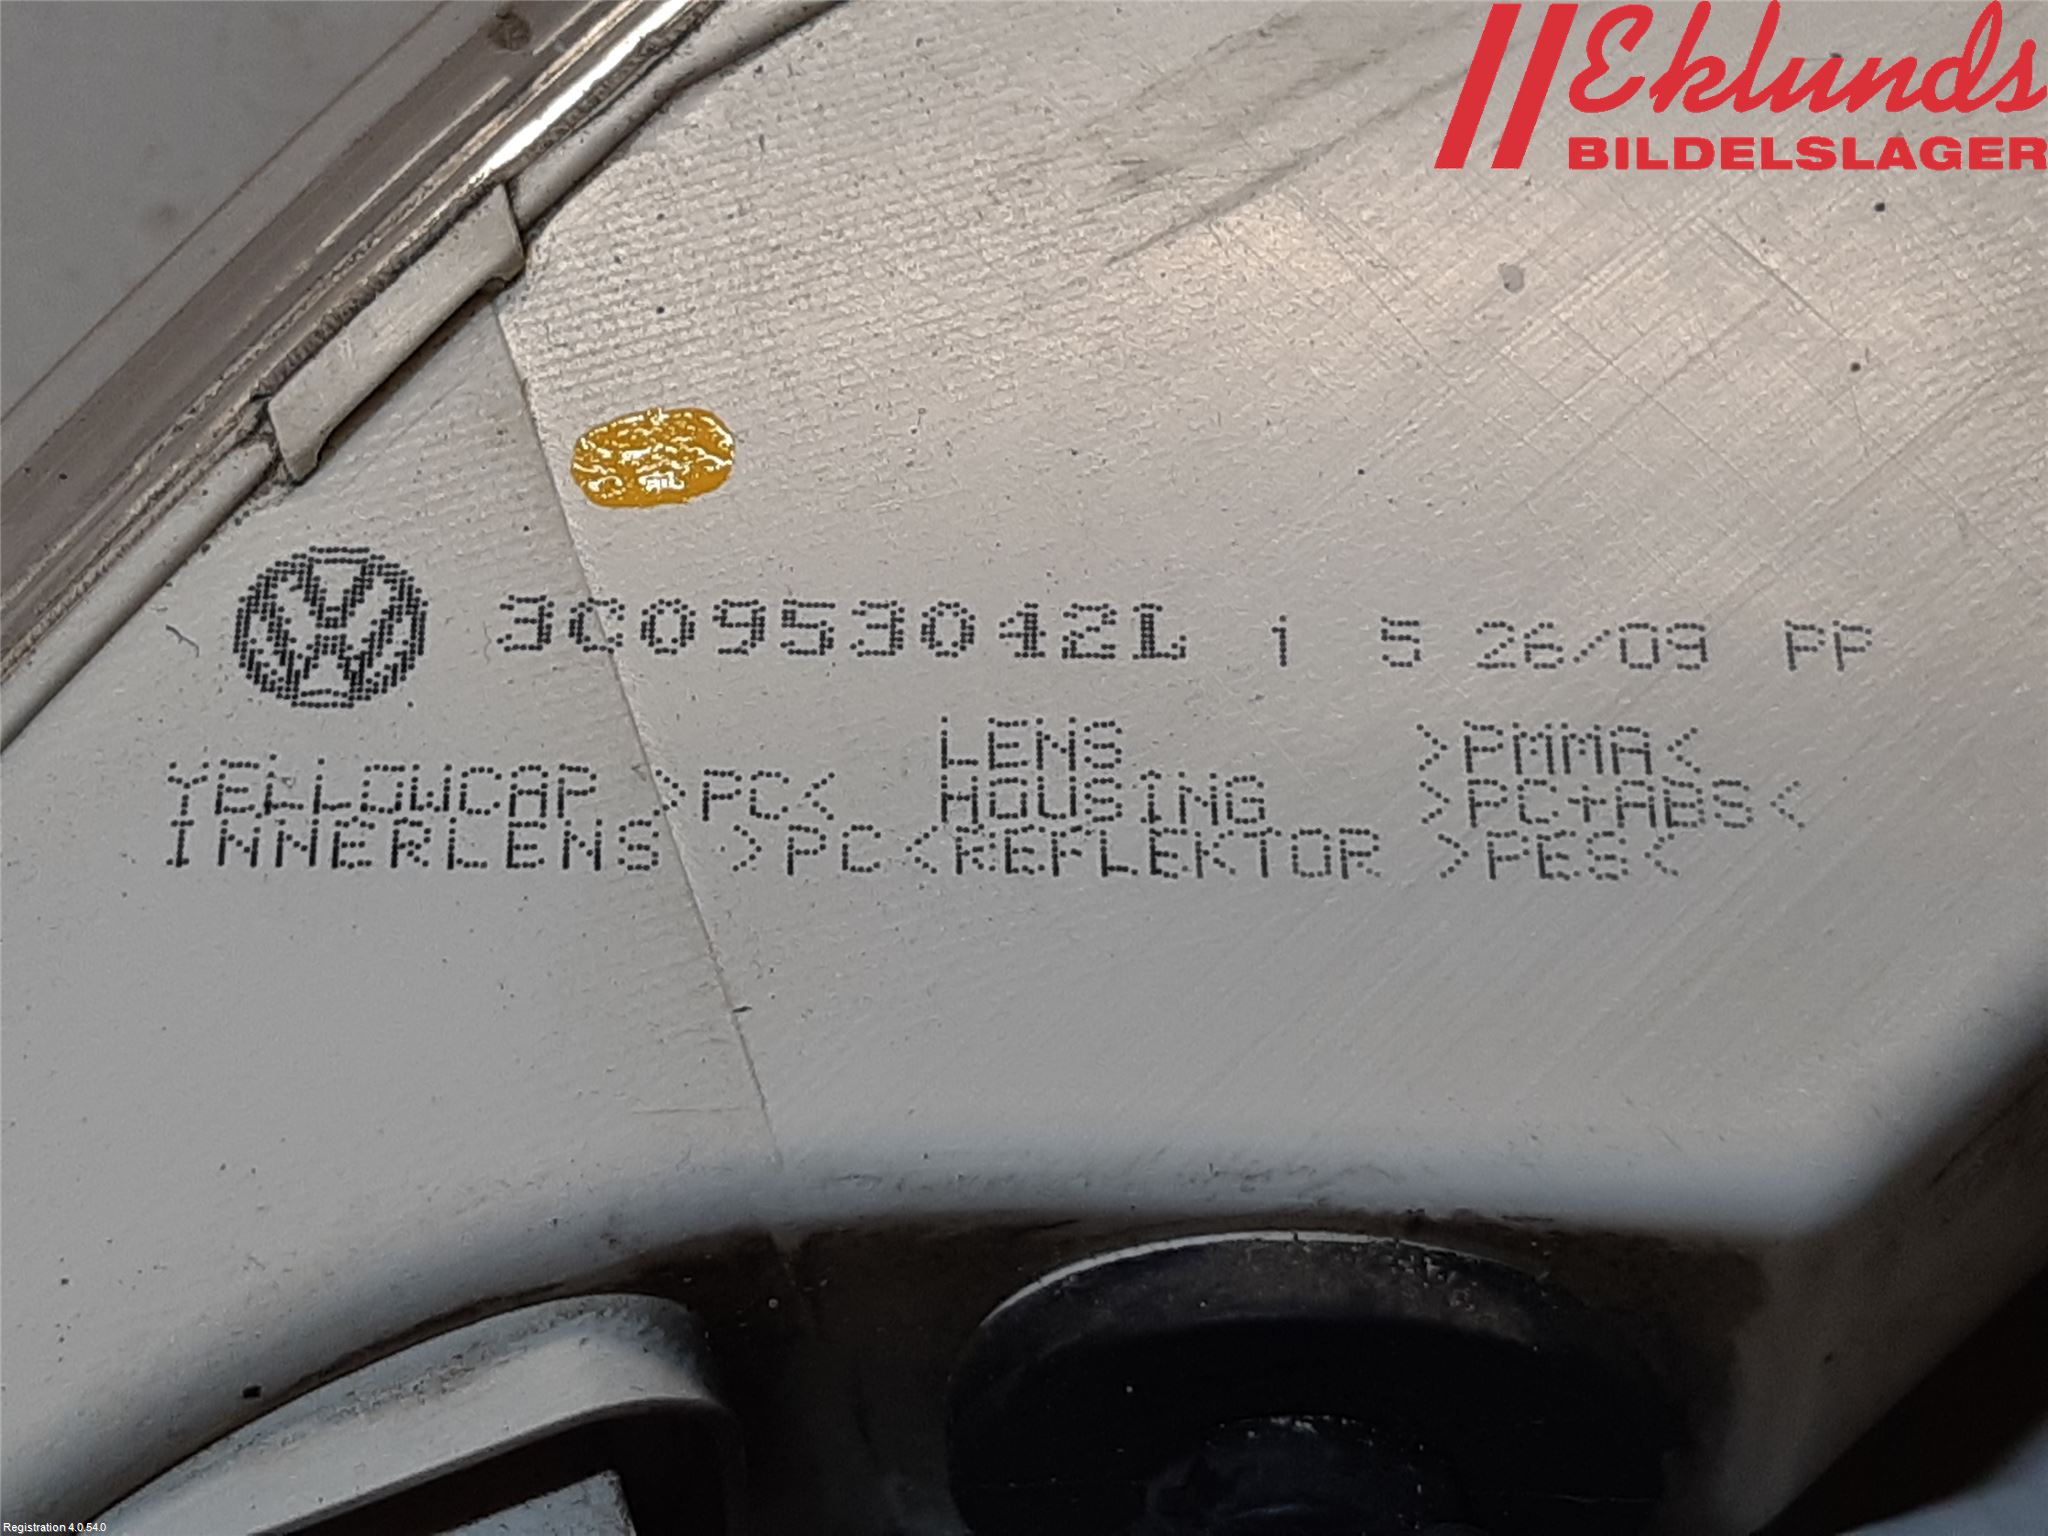 Eklunds
BILDELSLAGER
3C0953042L 1 5 26/09 PP
LENS >PMMA<
YELLOWCAP >PC< HOUSING >PC+ABS<
INNERLENS >PC< REFLEKTOR >PES<
Registration 4.0.54.0